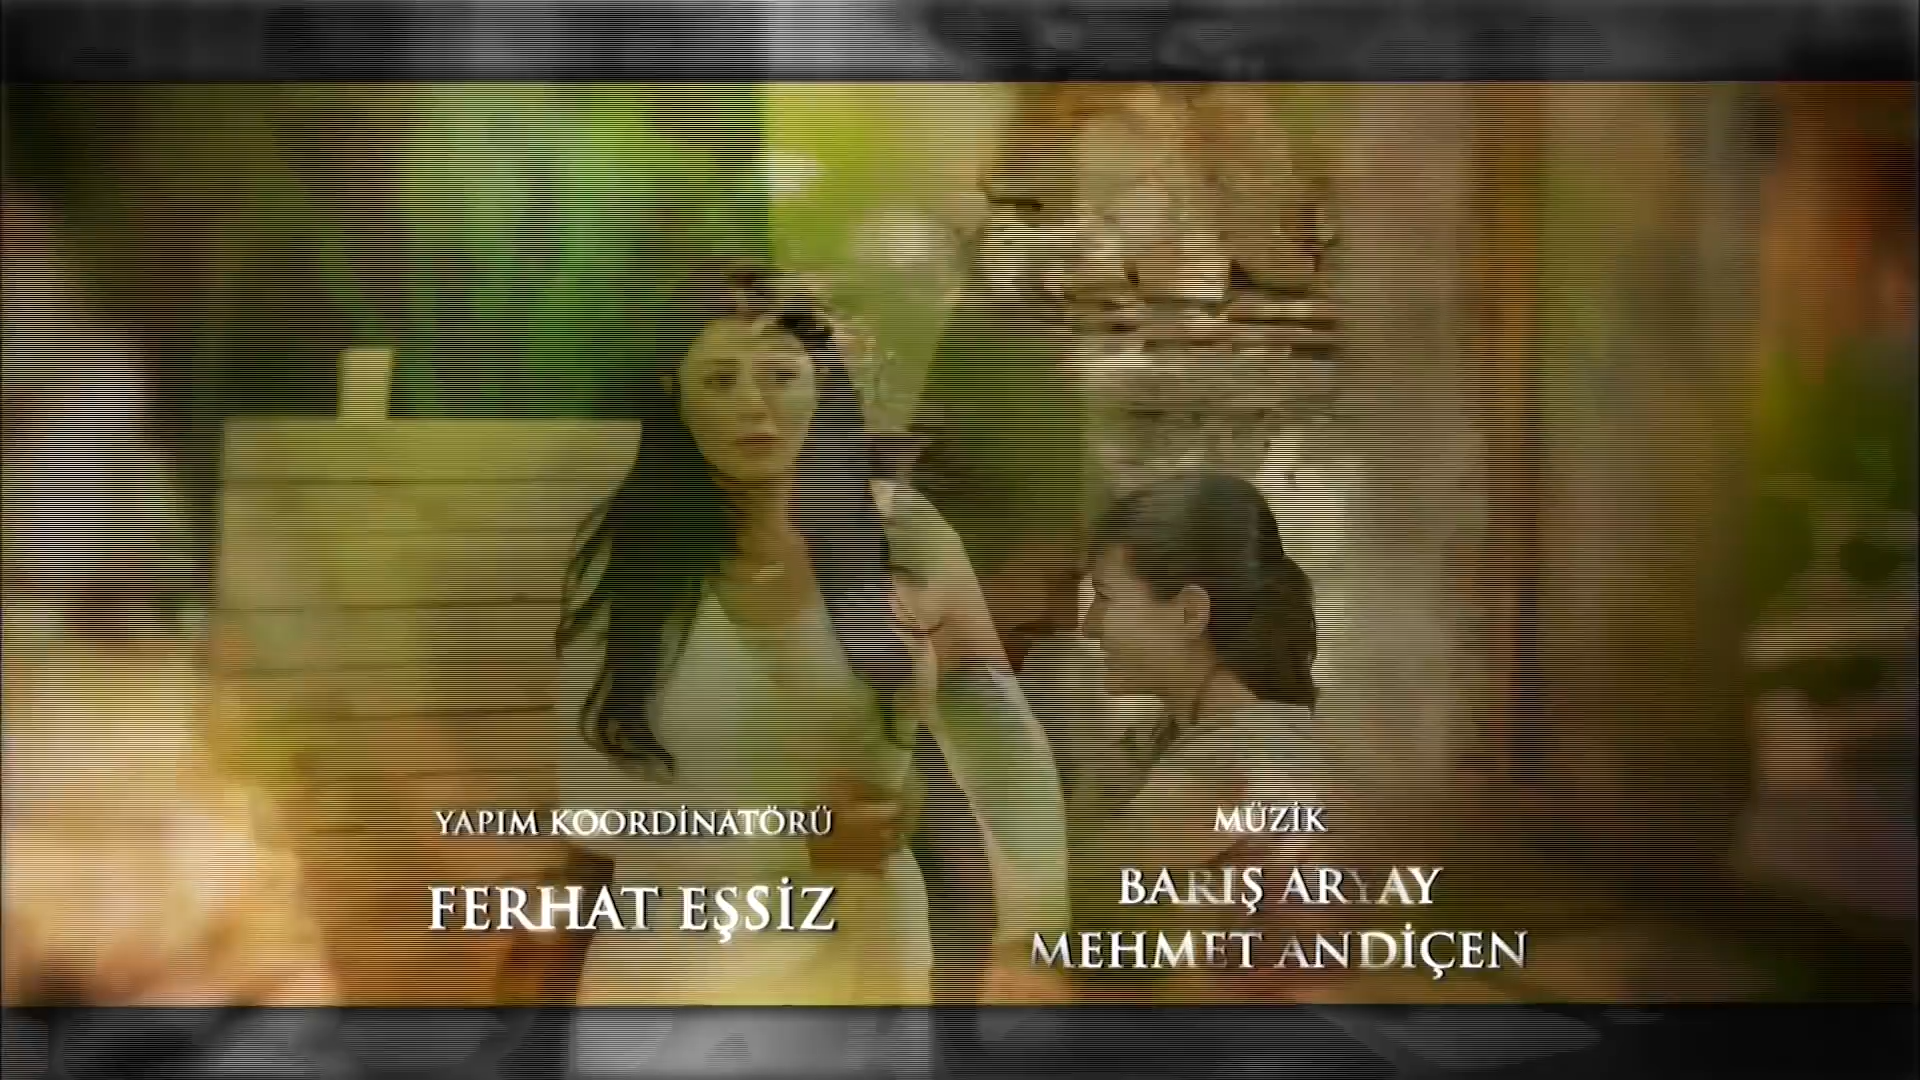 YAPIM KOORDİNATÖRÜ
FERHAT EŞSİZ
MÜZİK
BARIŞ ARYAY
MEHMET ANDİÇEN